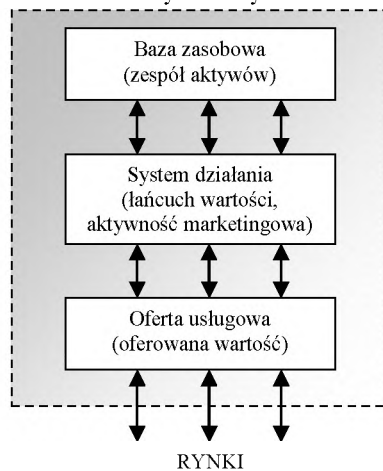 Baza zasobowa
(zespół aktywów)
System działania
(łańcuch wartości,
aktywność marketingowa)
Oferta usługowa
(oferowana wartość)
RYNKI